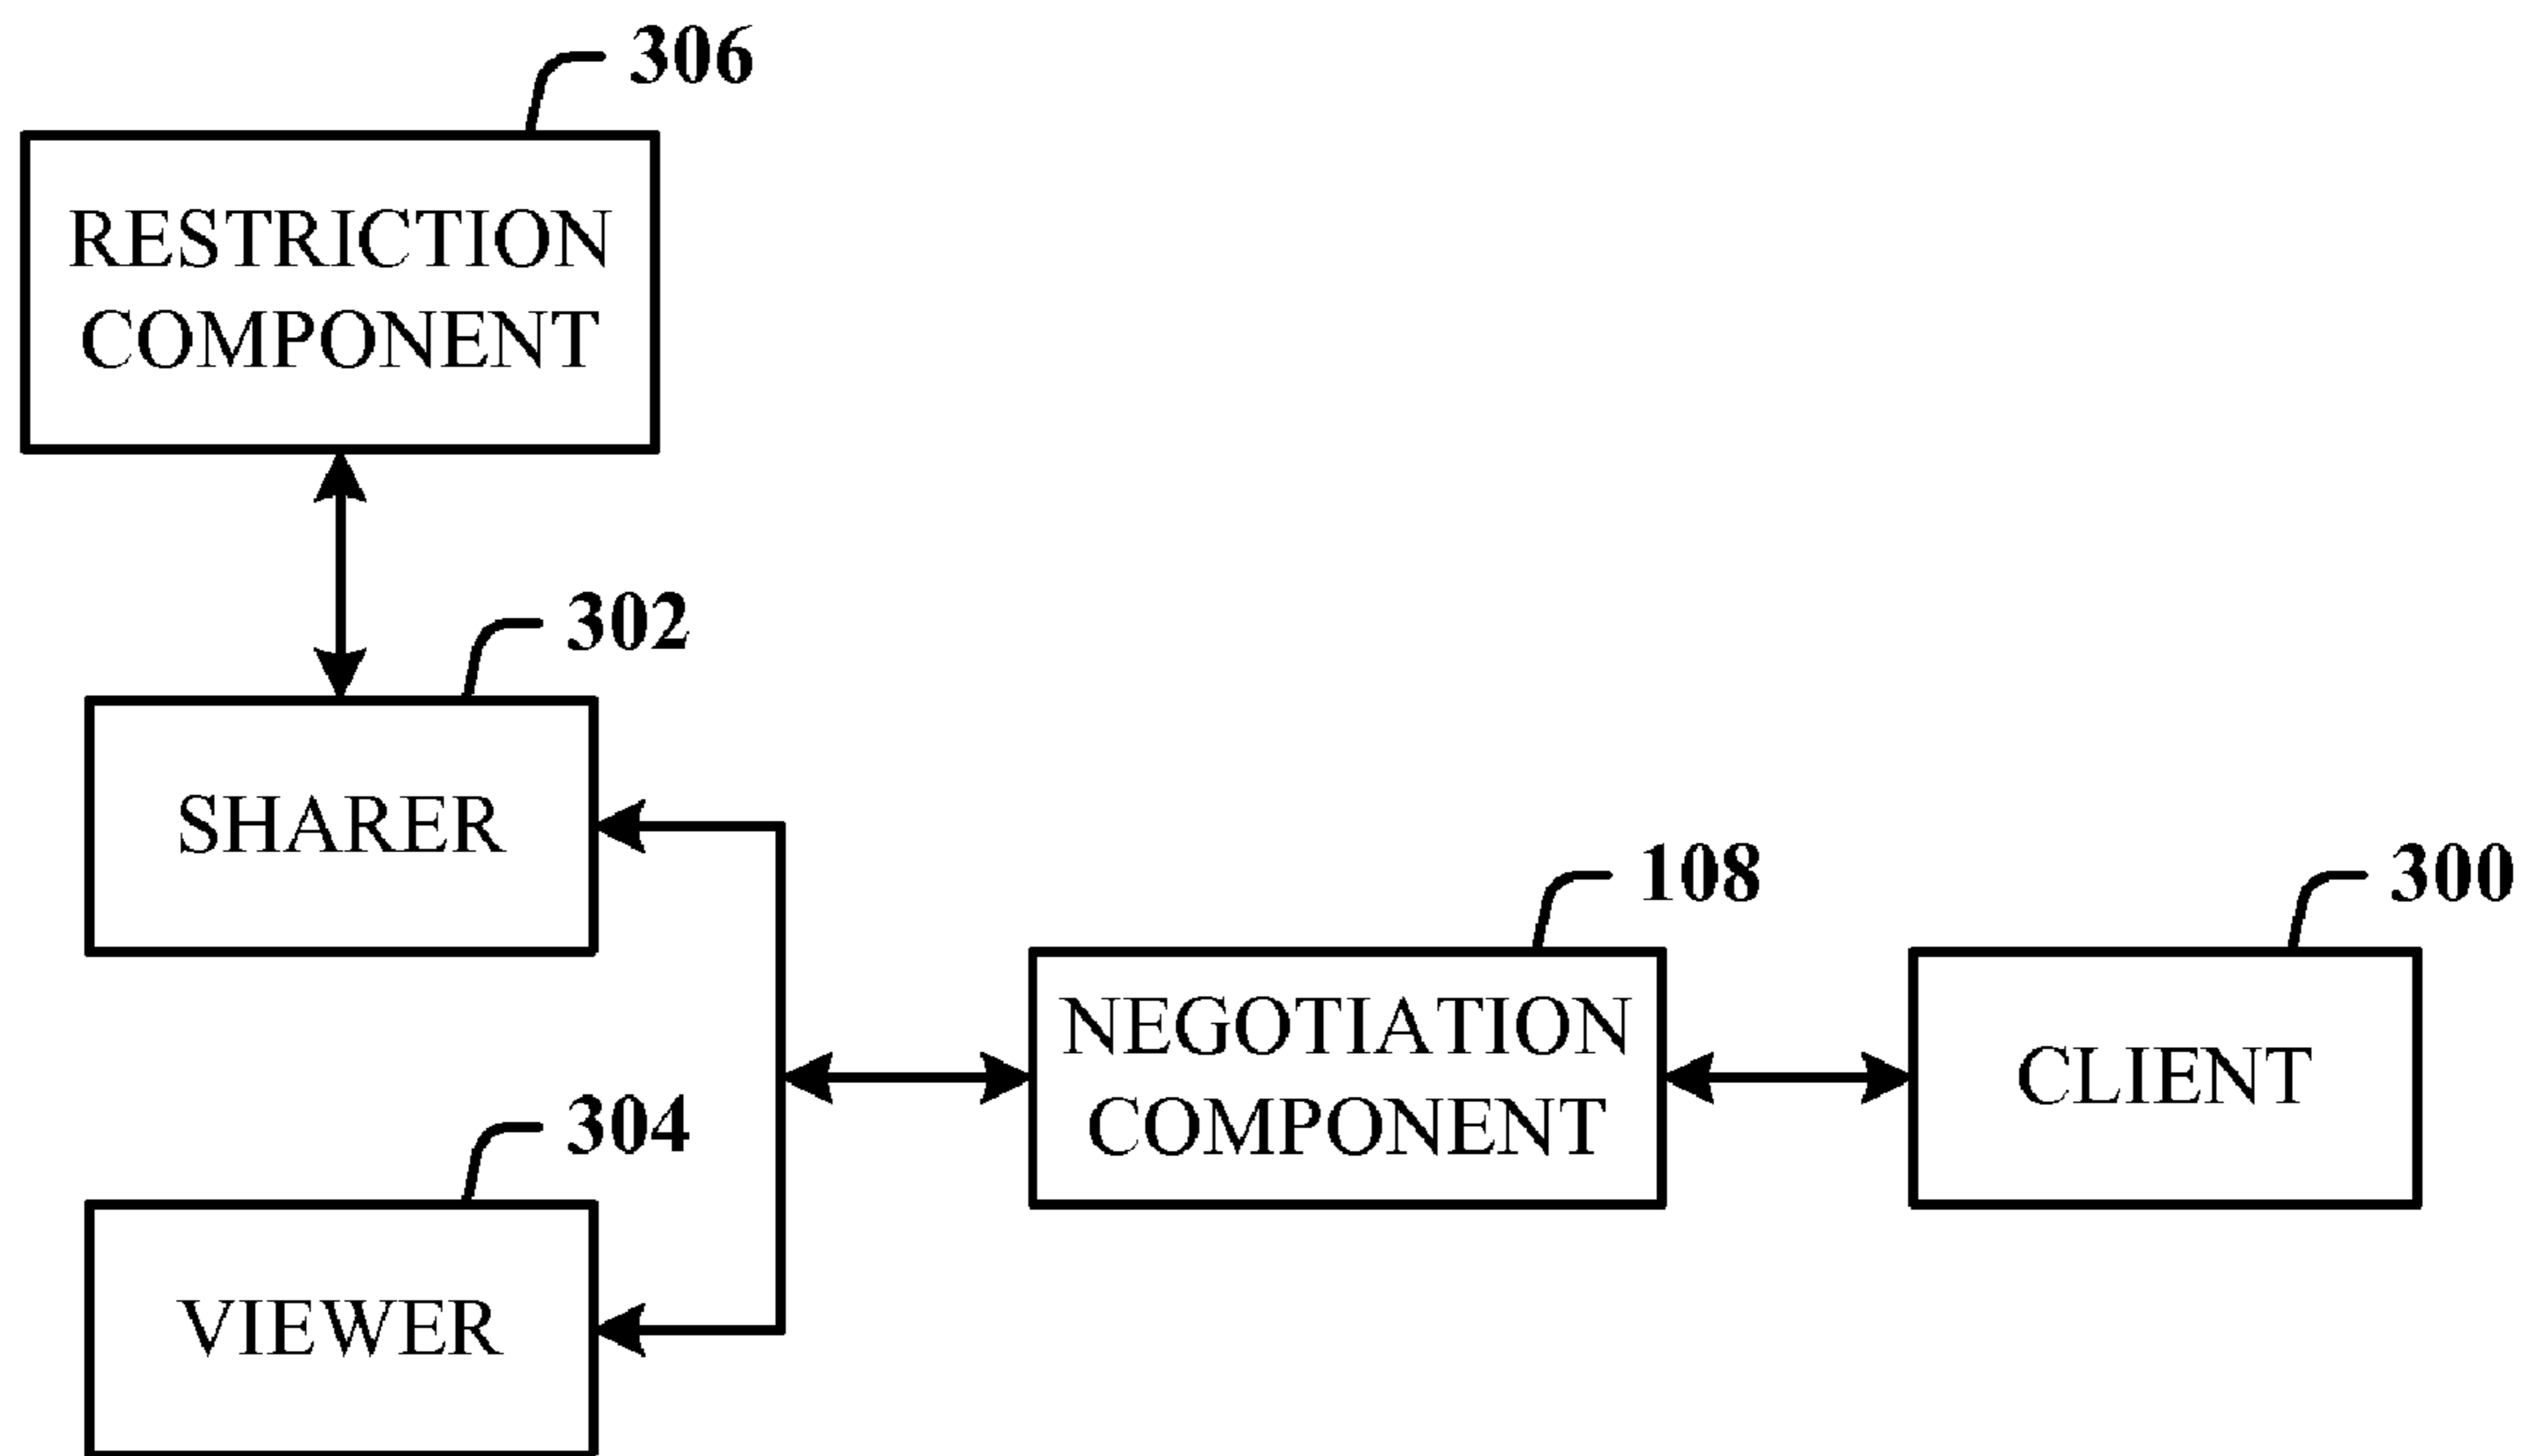 306
RESTRICTION
COMPONENT
302
SHARER
108
300
NEGOTIATION
COMPONENT
CLIENT
304
VIEWER